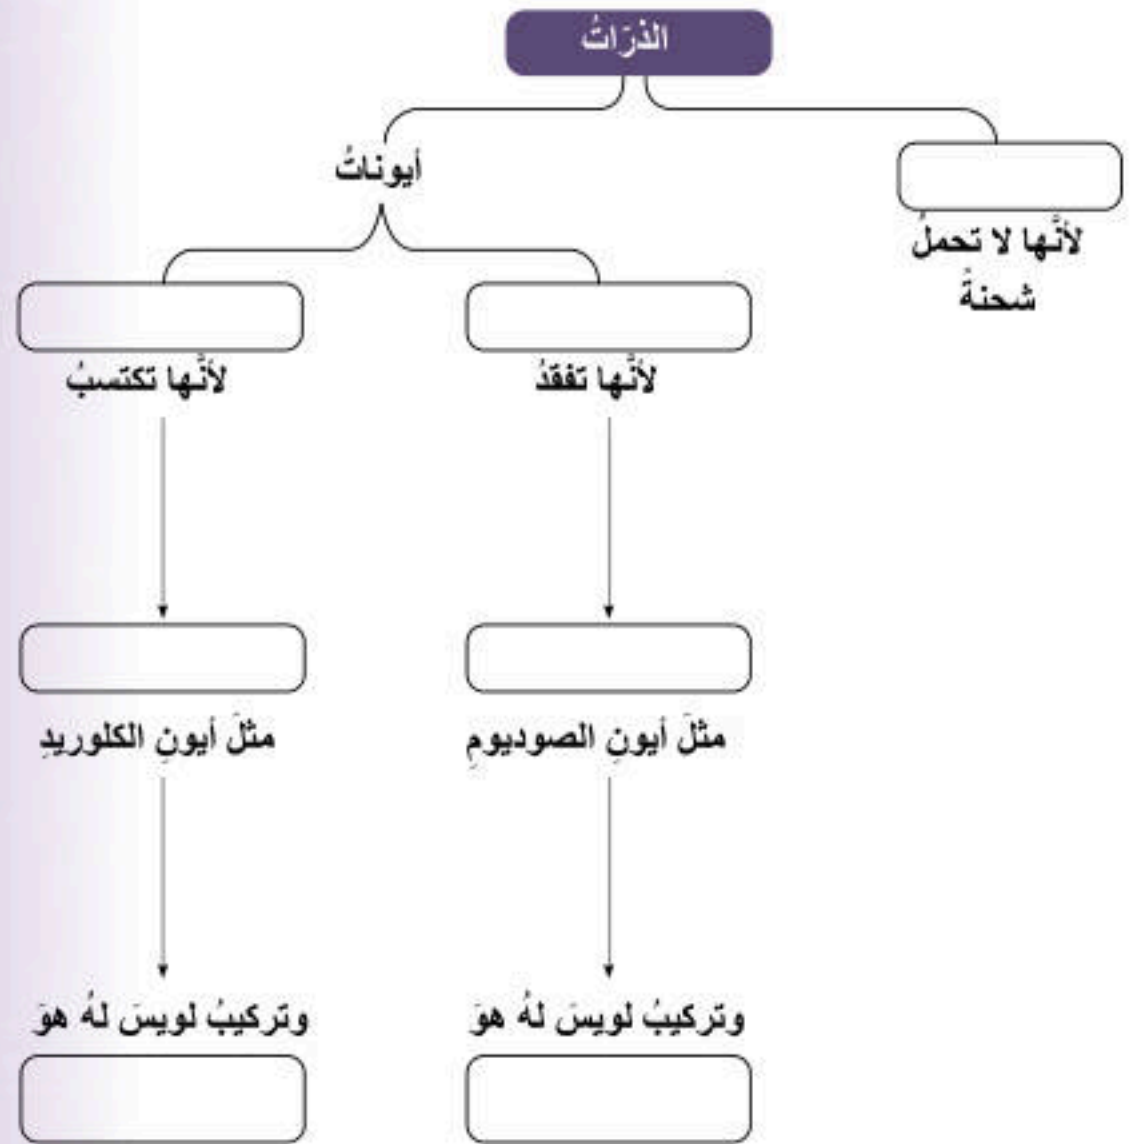 الذرّاتُ
أيوناتُ
لأنَّها لا تحملُ
شحنةً
لأنَّها تفقدُ
لأنَّها تكتسبُ
مثلَ أيونِ الصوديومِ
مثلَ أيونِ الكلوريدِ
وتركيبُ لويسَ لهُ هوَ
وتركيبُ لويسَ لهُ هوَ